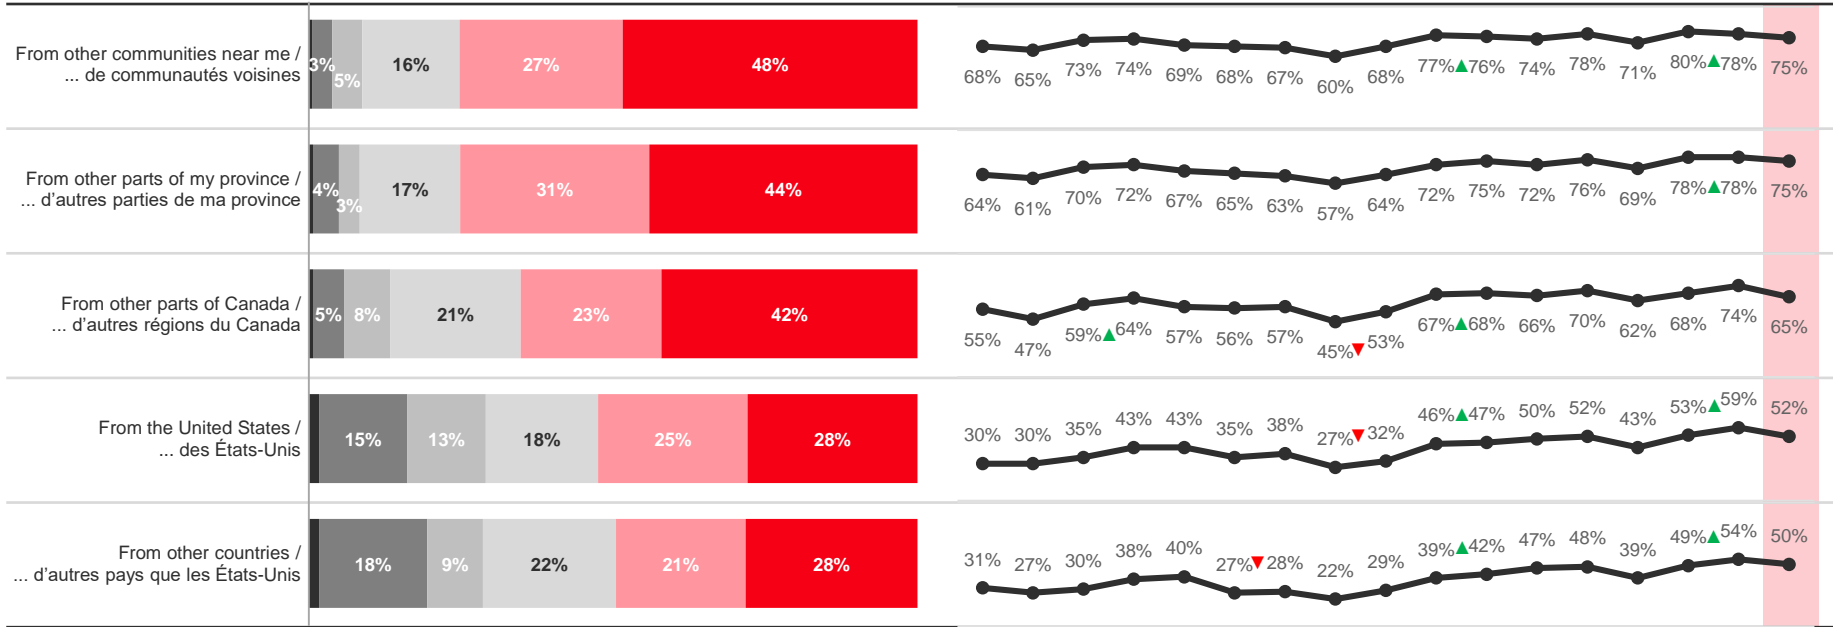 From other communities near me /
... de communautés voisines
3% 5% 16% 27% 48%
68% 65% 73% 74% 69% 68% 67% 60% 68% 77%▲76% 74% 78% 71% 80%▲78% 75%
From other parts of my province /
... d'autres parties de ma province
4% 3% 17% 31% 44%
64% 61% 70% 72% 67% 65% 63% 57% 64% 72% 75% 72% 76% 69% 78%▲78% 75%
From other parts of Canada /
... d'autres régions du Canada
5% 8% 21% 23% 42%
55% 47% 59%▲64% 57% 56% 57% 45%▼53% 67%▲68% 66% 70% 62% 68% 74% 65%
From the United States /
... des États-Unis
15% 13% 18% 25% 28%
30% 30% 35% 43% 43% 35% 38% 27%▼32% 46%▲47% 50% 52% 43% 53%▲59% 52%
From other countries /
... d'autres pays que les États-Unis
18% 9% 22% 21% 28%
31% 27% 30% 38% 40% 27%▼28% 22% 29% 39%▲42% 47% 48% 39% 49%▲54% 50%